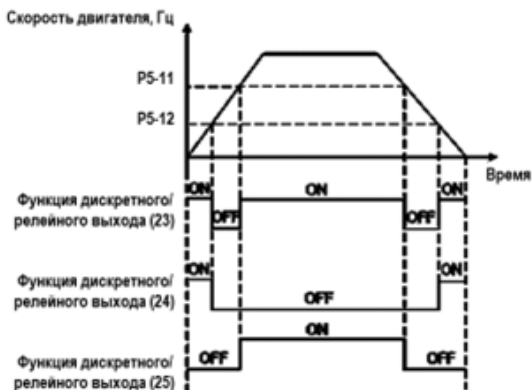 Скорость двигателя, Гц
P5-11
P5-12
Время
ON
ON
ON
Функция дискретного/
релейного выхода (23)
OFF
OFF
ON
ON
Функция дискретного/
релейного выхода (24)
OFF
ON
Функция дискретного/
релейного выхода (25)
OFF
OFF